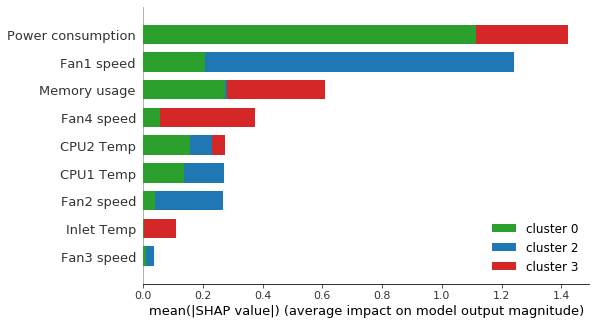 Power consumption
Fan1 speed
Memory usage
Fan4 speed
CPU2 Temp
CPU1 Temp
Fan2 speed
Inlet Temp
Fan3 speed
cluster 0
cluster 2
cluster 3
0.0 0.2 0.4 0.6 0.8 1.0 1.2 1.4
mean(|SHAP value|) (average impact on model output magnitude)